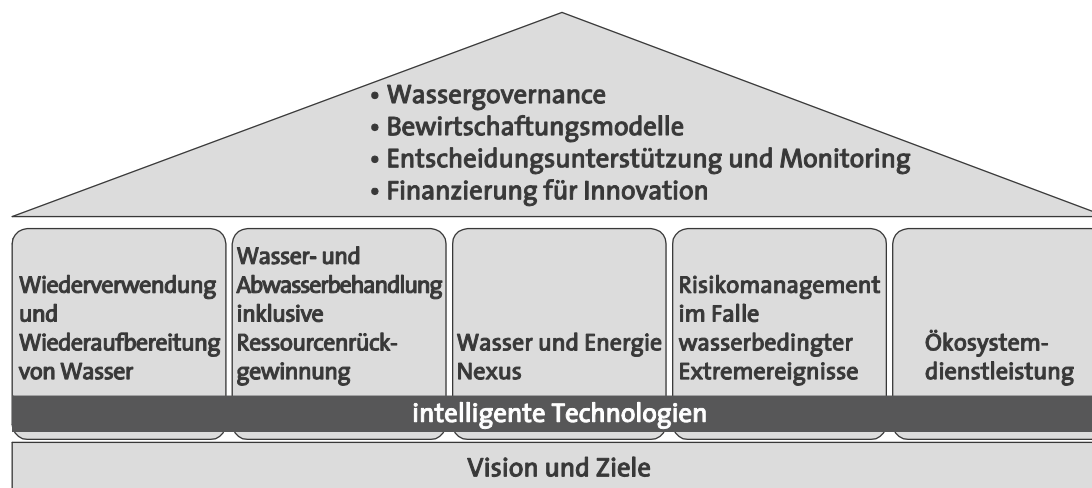 • Wassergovernance
• Bewirtschaftungsmodelle
• Entscheidungsunterstützung und Monitoring
• Finanzierung für Innovation
Wiederverwendung
und
Wiederaufbereitung
von Wasser
Wasser- und
Abwasserbehandlung
inklusive
Ressourcenrück-
gewinnung
Wasser und Energie
Nexus
Risikomanagement
im Falle
wasserbedingter
Extremereignisse
Ökosystem-
dienstleistung
intelligente Technologien
Vision und Ziele